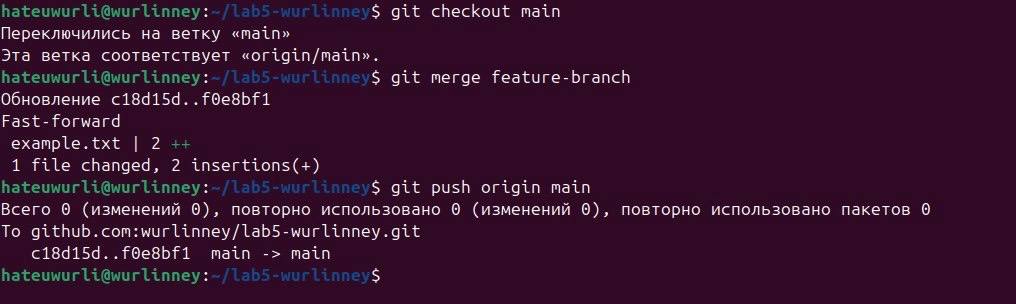 hateuwurli@wurlinney:~/lab5-wurlinney$ git checkout main
Переключились на ветку «main»
Эта ветка соответствует «origin/main».
hateuwurli@wurlinney:~/lab5-wurlinney$ git merge feature-branch
Обновление c18d15d..f0e8bf1
Fast-forward
 example.txt | 2 ++
 1 file changed, 2 insertions(+)
hateuwurli@wurlinney:~/lab5-wurlinney$ git push origin main
Всего 0 (изменений 0), повторно использовано 0 (изменений 0), повторно использовано пакетов 0
To github.com:wurlinney/lab5-wurlinney.git
   c18d15d..f0e8bf1  main -> main
hateuwurli@wurlinney:~/lab5-wurlinney$